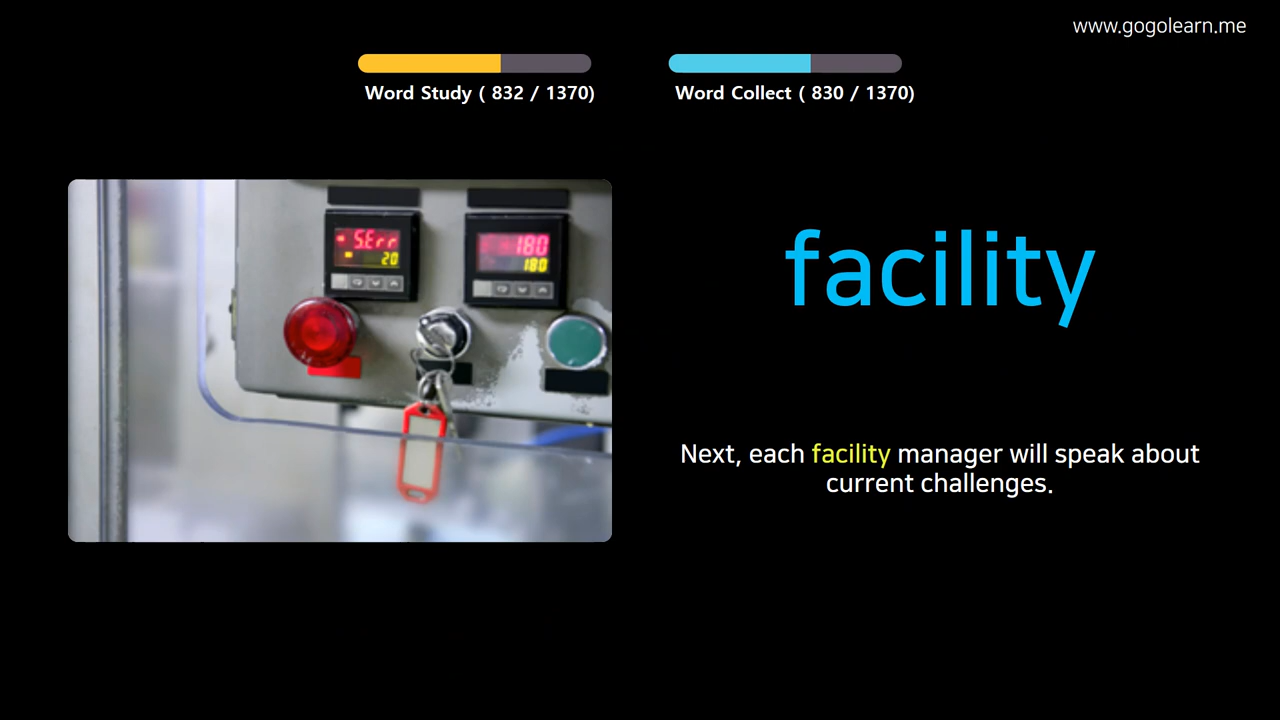 www.gogolearn.me
Word Study ( 832 / 1370)
Word Collect ( 830 / 1370)
S.Err
20
180
180
facility
Next, each facility manager will speak about
current challenges.